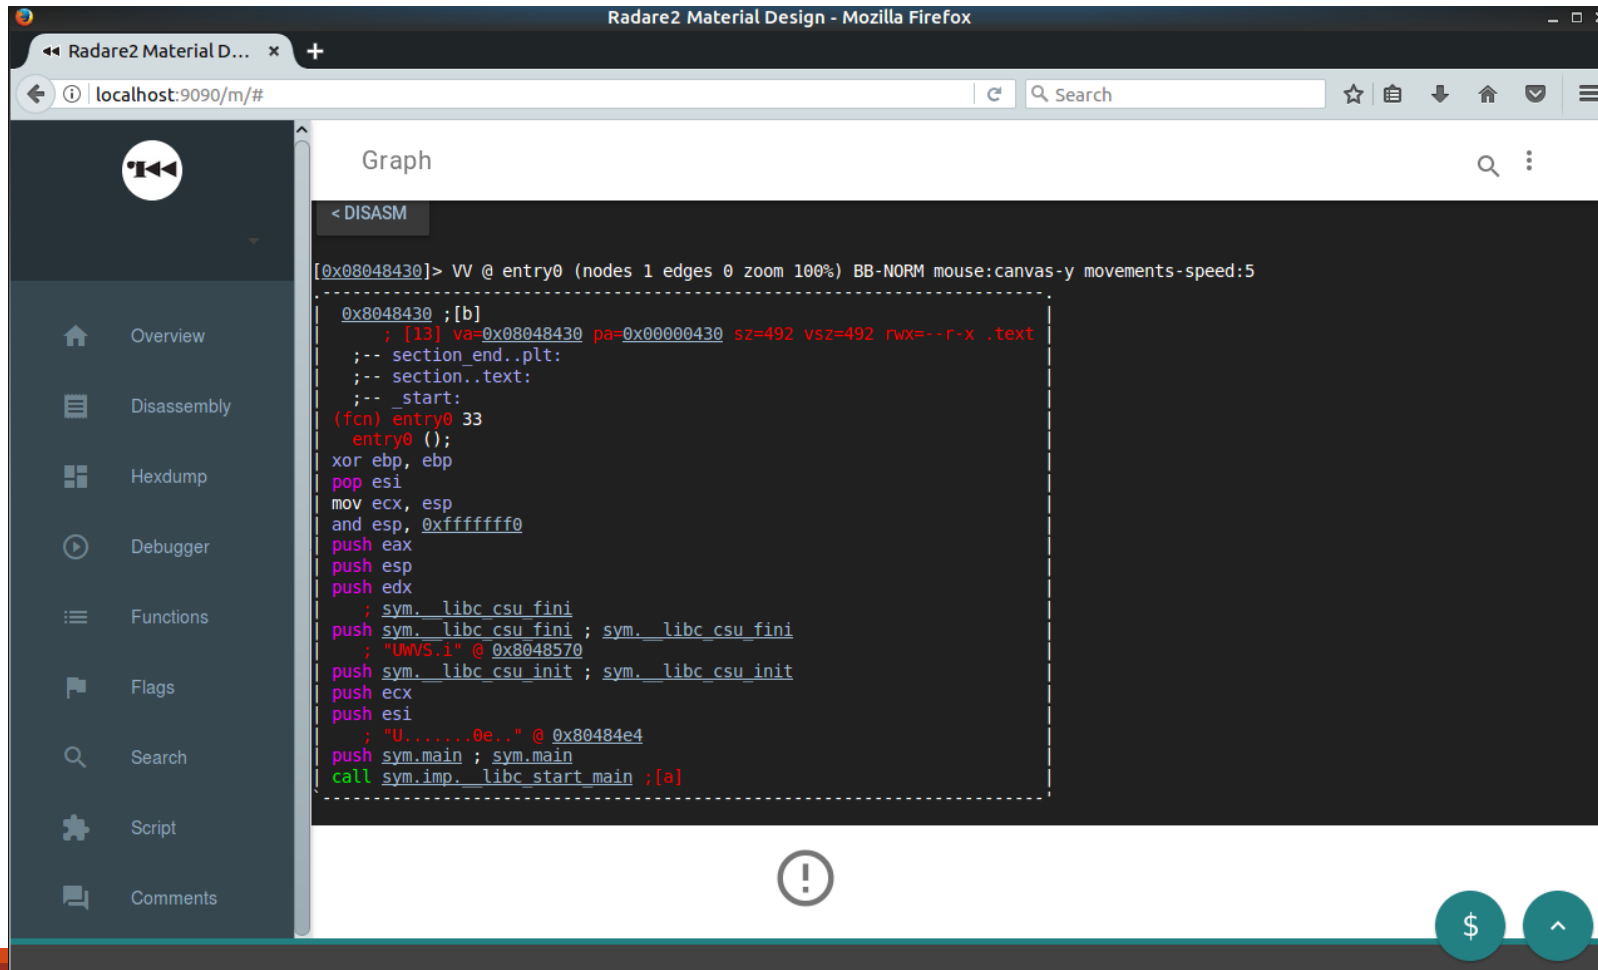 Radare2 Material Design - Mozilla Firefox
Radare2 Material D...
localhost:9090/m/#
Search
Graph
< DISASM
[0x08048430]> VV @ entry0 (nodes 1 edges 0 zoom 100%) BB-NORM mouse:canvas-y movements-speed:5
0x8048430 ;[b]
; [13] va=0x08048430 pa=0x00000430 sz=492 vsz=492 rwx=--r-x .text
;-- section_end..plt:
;-- section..text:
;-- _start:
(fcn) entry0 33
entry0 ();
xor ebp, ebp
pop esi
mov ecx, esp
and esp, 0xfffffff0
push eax
push esp
push edx
; sym.__libc_csu_fini
push sym.__libc_csu_fini ; sym.__libc_csu_fini
; "UWVS.i" @ 0x8048570
push sym.__libc_csu_init ; sym.__libc_csu_init
push ecx
push esi
; "U.......0e.." @ 0x80484e4
push sym.main ; sym.main
call sym.imp.__libc_start_main ;[a]
Overview
Disassembly
Hexdump
Debugger
Functions
Flags
Search
Script
Comments
$